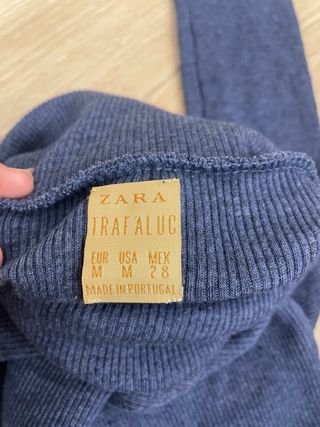 ZARA
TRAFALUC
EUR USA MEX
M M 28
MADE IN PORTUGAL